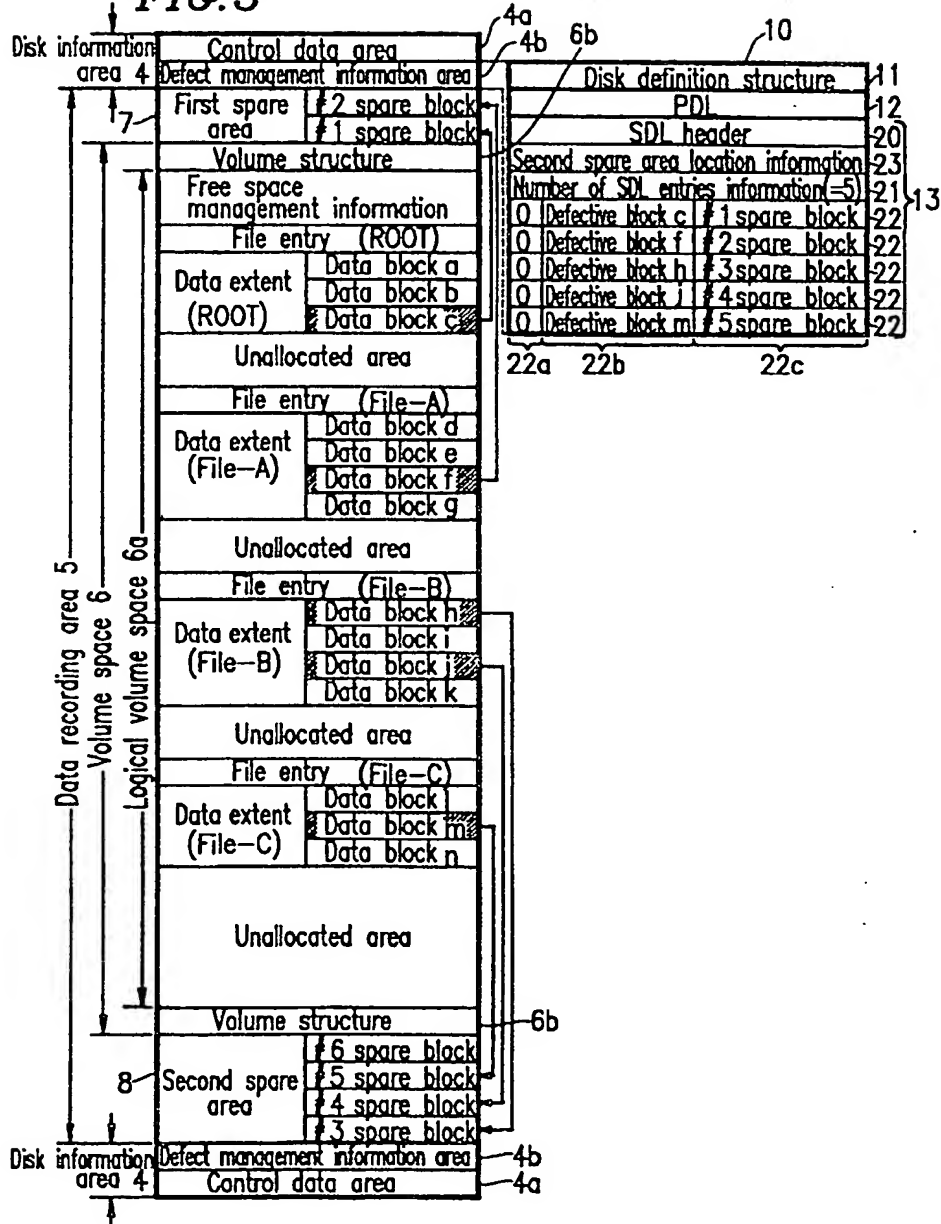 FIG. 3
Disk information area 4
Control data area
4a
Defect management information area
4b
6b
7
First spare area
#2 spare block
#1 spare block
Volume structure
Free space management information
File entry (ROOT)
Data extent (ROOT)
Data block a
Data block b
Data block c
Unallocated area
File entry (File-A)
Data extent (File-A)
Data block d
Data block e
Data block f
Data block g
Unallocated area
File entry (File-B)
Data extent (File-B)
Data block h
Data block i
Data block j
Data block k
Unallocated area
File entry (File-C)
Data extent (File-C)
Data block l
Data block m
Data block n
Unallocated area
Volume structure
6b
8
Second spare area
#6 spare block
#5 spare block
#4 spare block
#3 spare block
Disk information area 4
Defect management information area
4b
Control data area
4a
Data recording area 5
Volume space 6
Logical volume space 6a
10
Disk definition structure
11
PDL
12
SDL header
20
Second spare area location information
23
Number of SDL entries information(=5)
21
13
0 Defective block c #1 spare block
22
0 Defective block f #2 spare block
22
0 Defective block h #3 spare block
22
0 Defective block j #4 spare block
22
0 Defective block m #5 spare block
22
22a 22b 22c